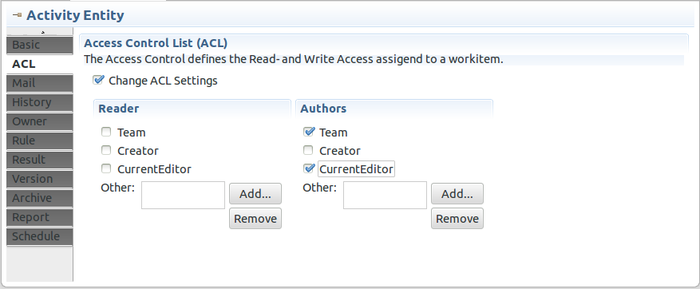 Activity Entity
Basic
ACL
Mail
History
Owner
Rule
Result
Version
Archive
Report
Schedule
Access Control List (ACL)
The Access Control defines the Read- and Write Access assigend to a workitem.
Change ACL Settings
Reader
Team
Creator
CurrentEditor
Other:
Add...
Remove
Authors
Team
Creator
CurrentEditor
Other:
Add...
Remove